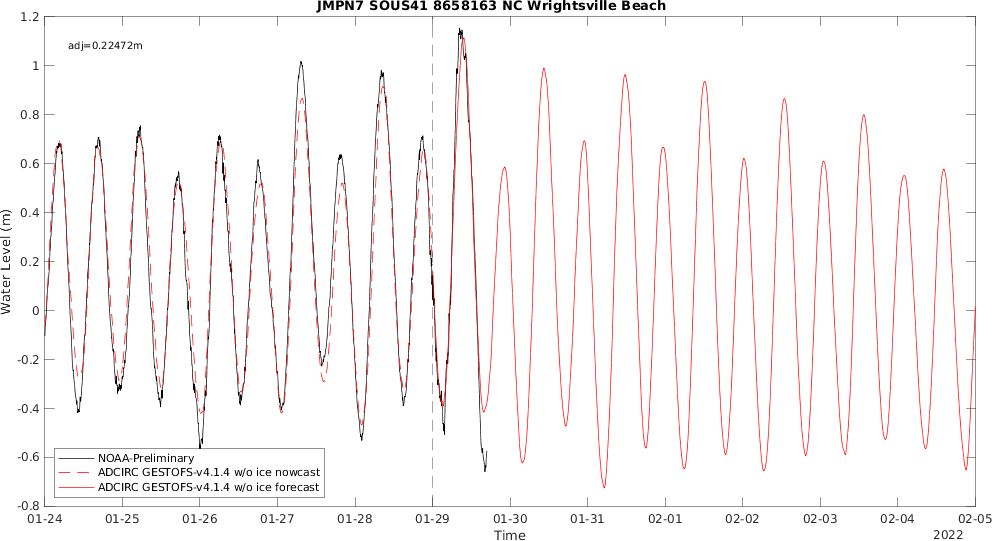 JMPN7 SOUS41 8658163 NC Wrightsville Beach
adj=0.22472m
1.2
1
0.8
0.6
0.4
0.2
0
-0.2
-0.4
-0.6
-0.8
Water Level (m)
NOAA-Preliminary
ADCIRC GESTOFS-v4.1.4 w/o ice nowcast
ADCIRC GESTOFS-v4.1.4 w/o ice forecast
01-24 01-25 01-26 01-27 01-28 01-29 01-30 01-31 02-01 02-02 02-03 02-04 02-05
Time
2022